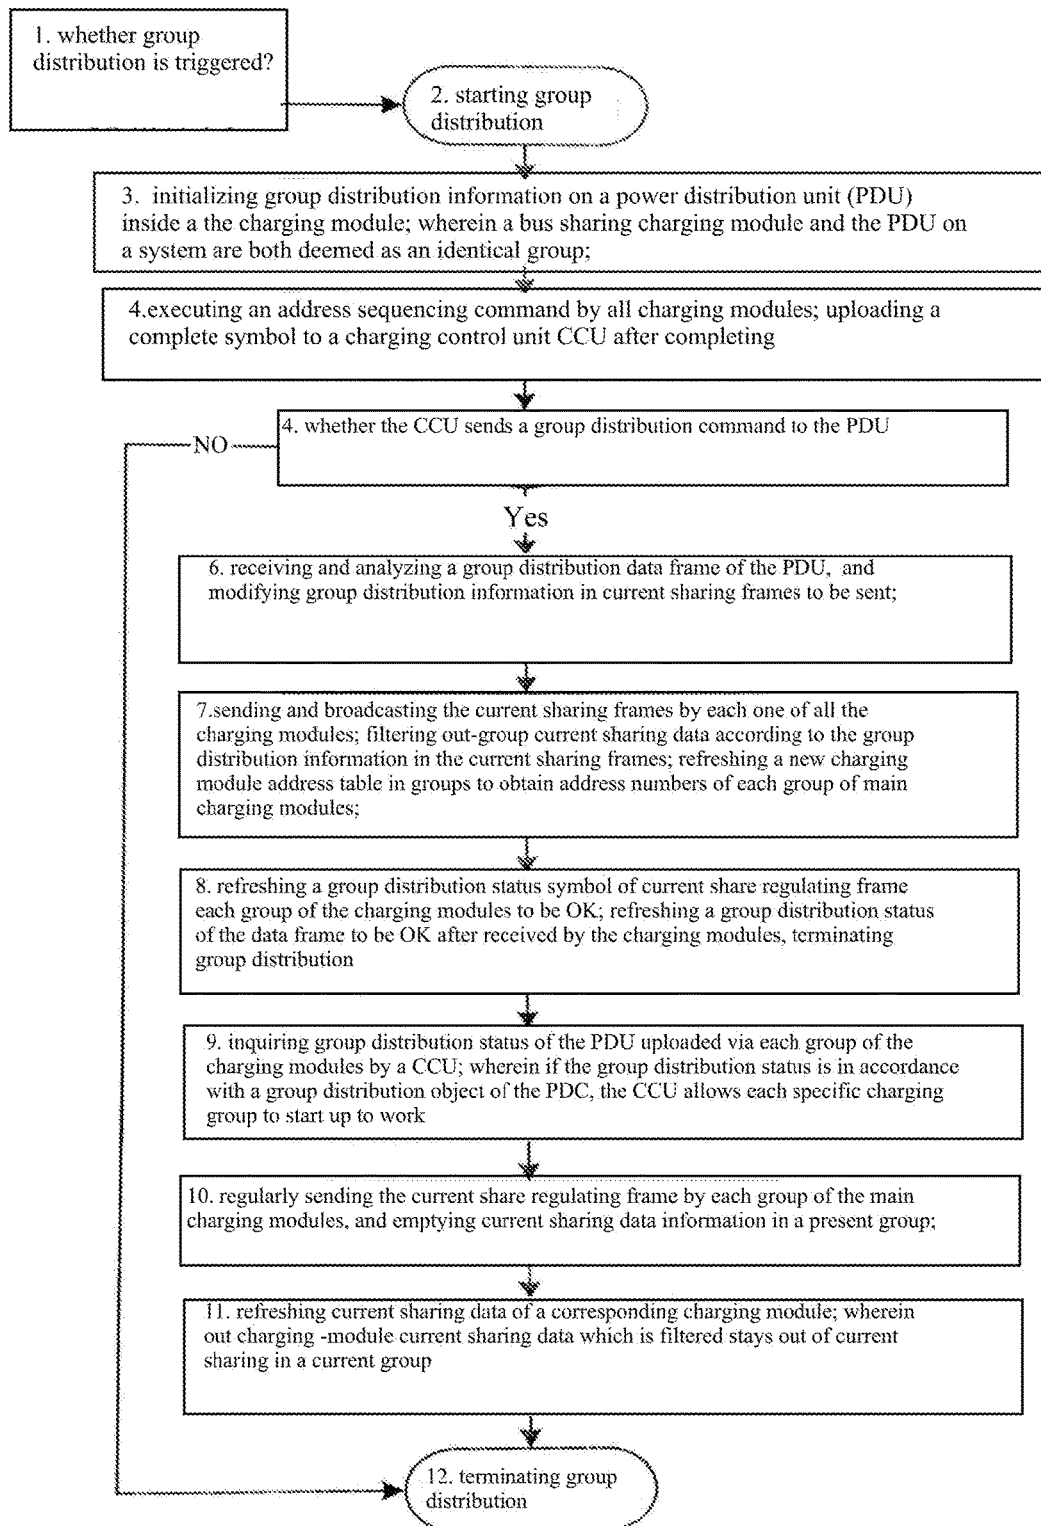 1. whether group
distribution is triggered?
2. starting group
distribution
3. initializing group distribution information on a power distribution unit (PDU)
inside a the charging module; wherein a bus sharing charging module and the PDU on
a system are both deemed as an identical group;
4.executing an address sequencing command by all charging modules; uploading a
complete symbol to a charging control unit CCU after completing
4. whether the CCU sends a group distribution command to the PDU
NO
Yes
6. receiving and analyzing a group distribution data frame of the PDU, and
modifying group distribution information in current sharing frames to be sent;
7.sending and broadcasting the current sharing frames by each one of all the
charging modules; filtering out-group current sharing data according to the group
distribution information in the current sharing frames; refreshing a new charging
module address table in groups to obtain address numbers of each group of main
charging modules;
8. refreshing a group distribution status symbol of current share regulating frame
each group of the charging modules to be OK; refreshing a group distribution status
of the data frame to be OK after received by the charging modules, terminating
group distribution
9. inquiring group distribution status of the PDU uploaded via each group of the
charging modules by a CCU; wherein if the group distribution status is in accordance
with a group distribution object of the PDC, the CCU allows each specific charging
group to start up to work
10. regularly sending the current share regulating frame by each group of the main
charging modules, and emptying current sharing data information in a present group;
11. refreshing current sharing data of a corresponding charging module; wherein
out charging -module current sharing data which is filtered stays out of current
sharing in a current group
12. terminating group
distribution